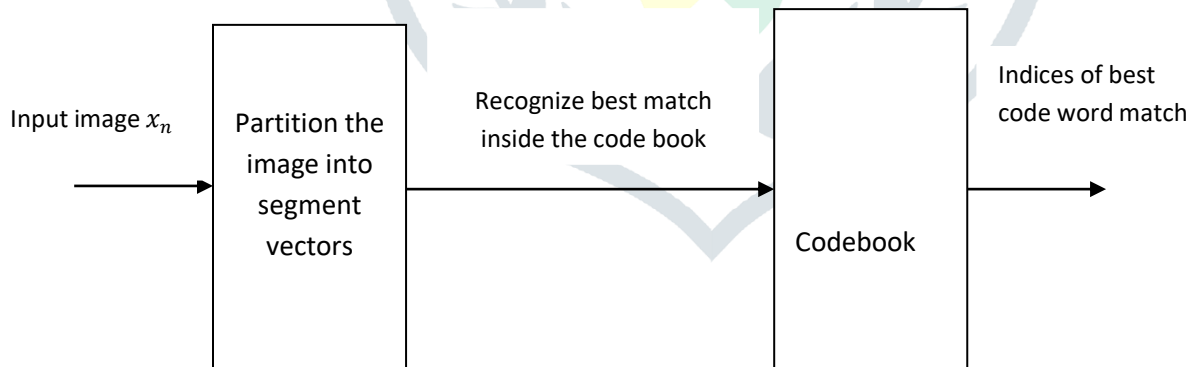 Input image xₙ
Partition the
image into
segment
vectors
Recognize best match
inside the code book
Codebook
Indices of best
code word match